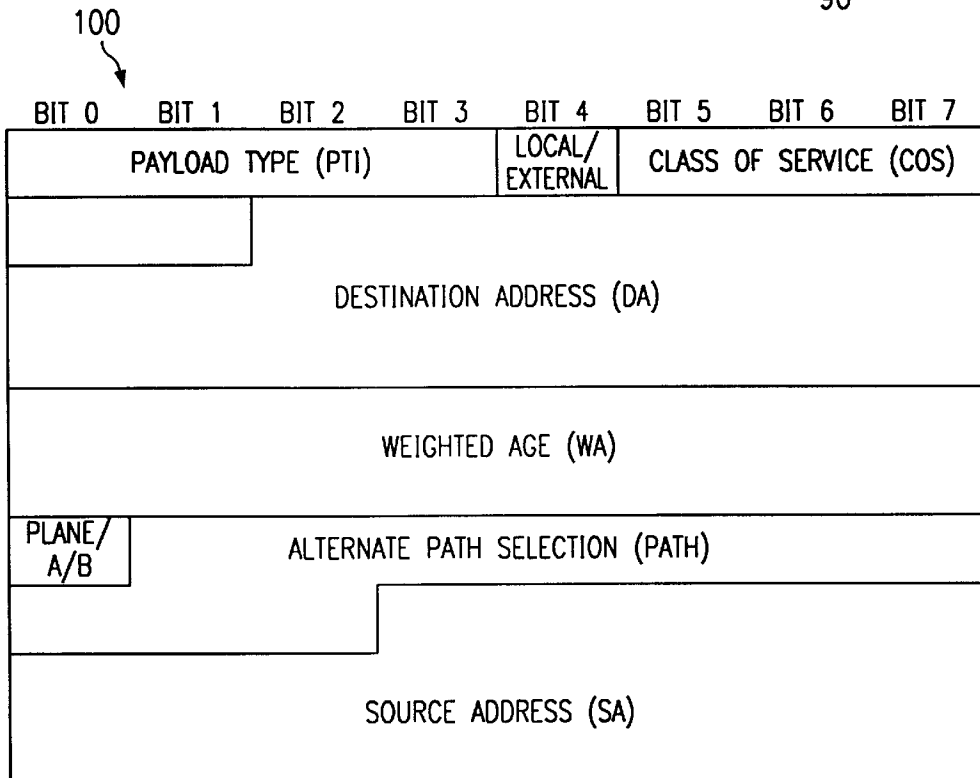 100
BIT 0 BIT 1 BIT 2 BIT 3 BIT 4 BIT 5 BIT 6 BIT 7
PAYLOAD TYPE (PTI)
LOCAL/
EXTERNAL
CLASS OF SERVICE (COS)
DESTINATION ADDRESS (DA)
WEIGHTED AGE (WA)
PLANE/
A/B
ALTERNATE PATH SELECTION (PATH)
SOURCE ADDRESS (SA)